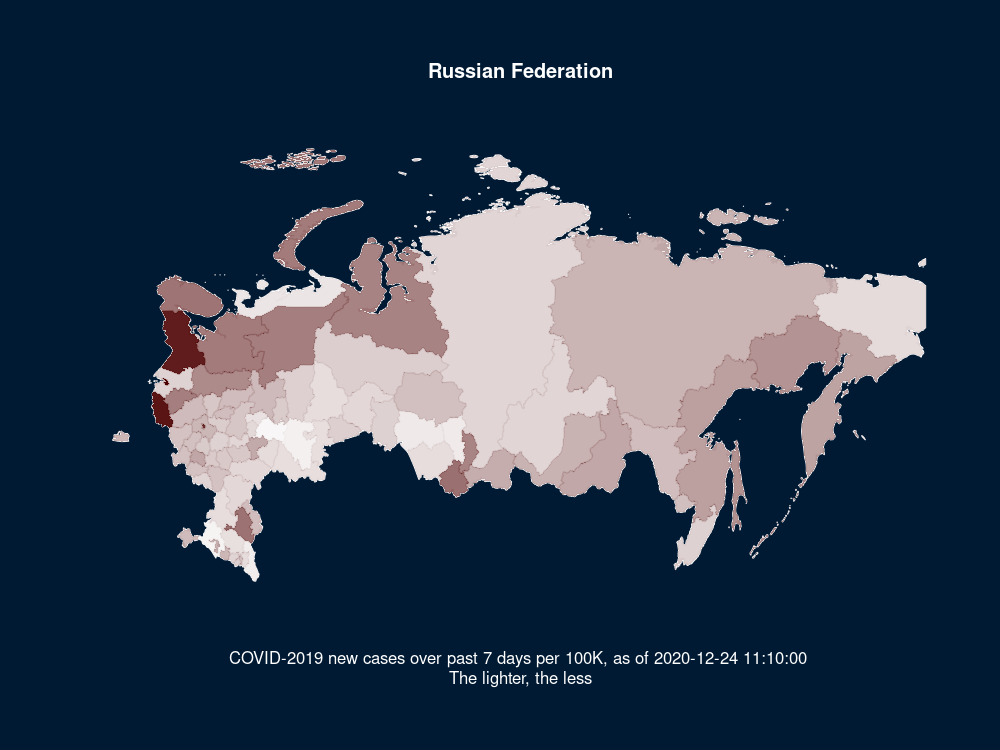 Russian Federation
COVID-2019 new cases over past 7 days per 100K, as of 2020-12-24 11:10:00
The lighter, the less